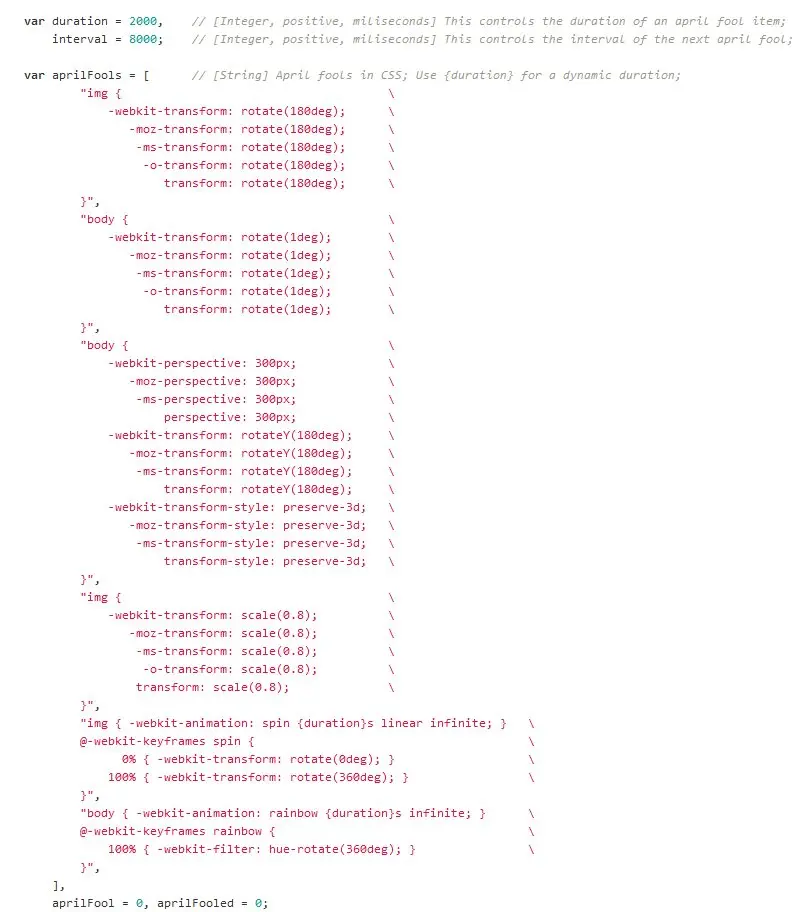 var duration = 2000,    // [Integer, positive, miliseconds] This controls the duration of an april fool item;
    interval = 8000;    // [Integer, positive, miliseconds] This controls the interval of the next april fool;

var aprilFools = [      // [String] April fools in CSS; Use {duration} for a dynamic duration;
        "img {                                      \
            -webkit-transform: rotate(180deg);      \
               -moz-transform: rotate(180deg);      \
                -ms-transform: rotate(180deg);      \
                 -o-transform: rotate(180deg);      \
                    transform: rotate(180deg);      \
        }",
        "body {                                     \
            -webkit-transform: rotate(1deg);        \
               -moz-transform: rotate(1deg);        \
                -ms-transform: rotate(1deg);        \
                 -o-transform: rotate(1deg);        \
                    transform: rotate(1deg);        \
        }",
        "body {                                     \
            -webkit-perspective: 300px;             \
               -moz-perspective: 300px;             \
                -ms-perspective: 300px;             \
                    perspective: 300px;             \
            -webkit-transform: rotateY(180deg);     \
               -moz-transform: rotateY(180deg);     \
                -ms-transform: rotateY(180deg);     \
                    transform: rotateY(180deg);     \
            -webkit-transform-style: preserve-3d;   \
               -moz-transform-style: preserve-3d;   \
                -ms-transform-style: preserve-3d;   \
                    transform-style: preserve-3d;   \
        }",
        "img {                                      \
            -webkit-transform: scale(0.8);          \
               -moz-transform: scale(0.8);          \
                -ms-transform: scale(0.8);          \
                 -o-transform: scale(0.8);          \
                transform: scale(0.8);              \
        }",
        "img { -webkit-animation: spin {duration}s linear infinite; }   \
        @-webkit-keyframes spin {                                       \
              0% { -webkit-transform: rotate(0deg); }                   \
            100% { -webkit-transform: rotate(360deg); }                 \
        }",
        "body { -webkit-animation: rainbow {duration}s infinite; }      \
        @-webkit-keyframes rainbow {                                    \
            100% { -webkit-filter: hue-rotate(360deg); }                \
        }",
    ],
    aprilFool = 0, aprilFooled = 0;